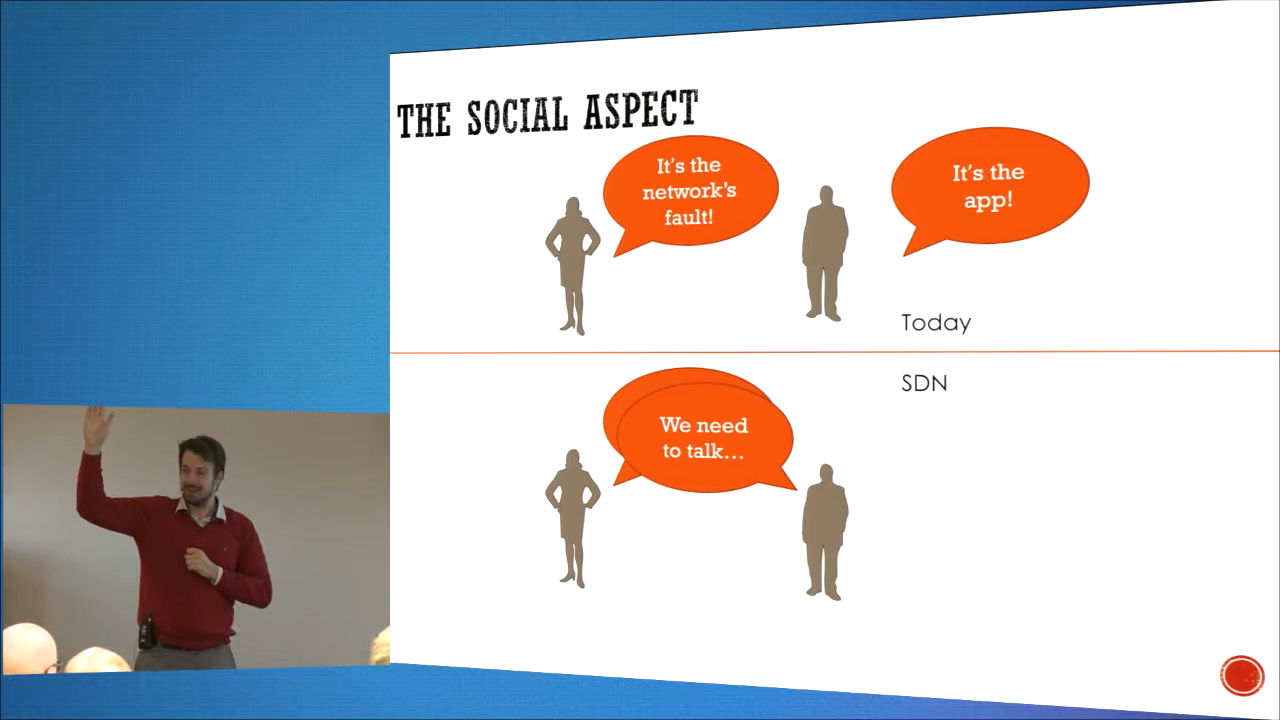 THE SOCIAL ASPECT
It's the
network's
fault!
It's the
app!
Today
SDN
We need
to talk...